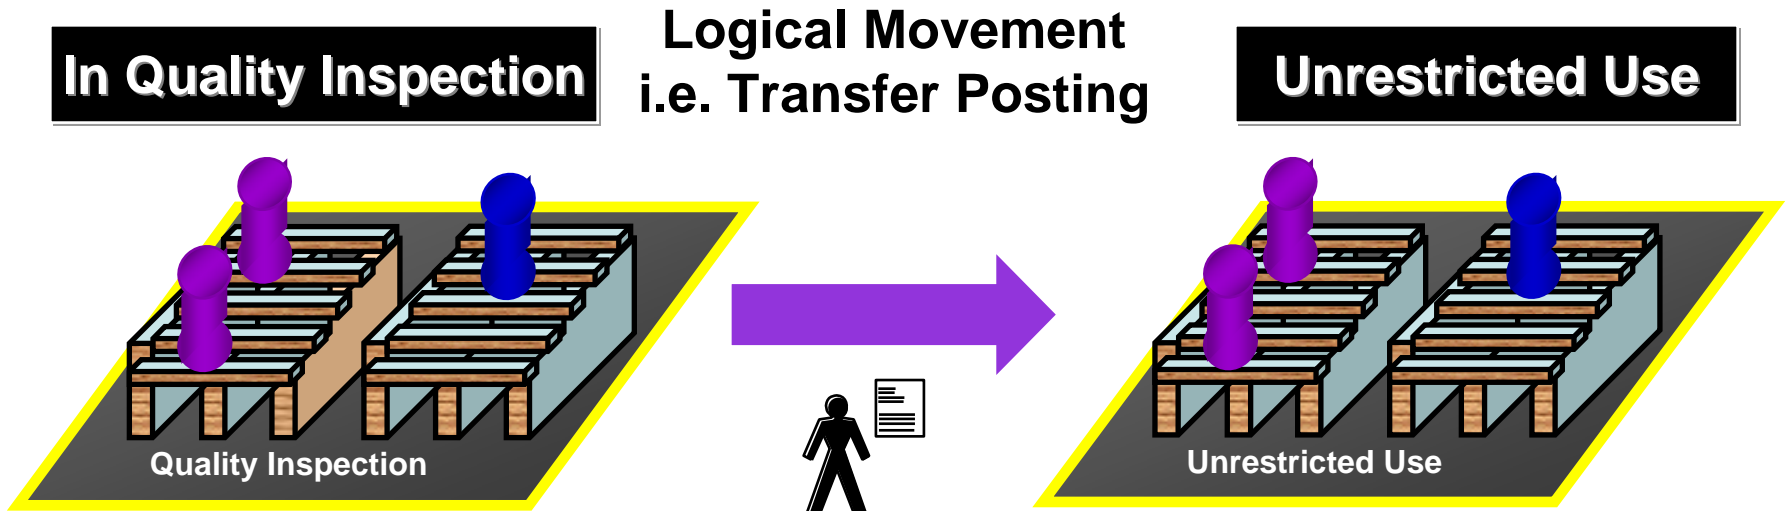 In Quality Inspection
Logical Movement
i.e. Transfer Posting
Unrestricted Use
Quality Inspection
Unrestricted Use